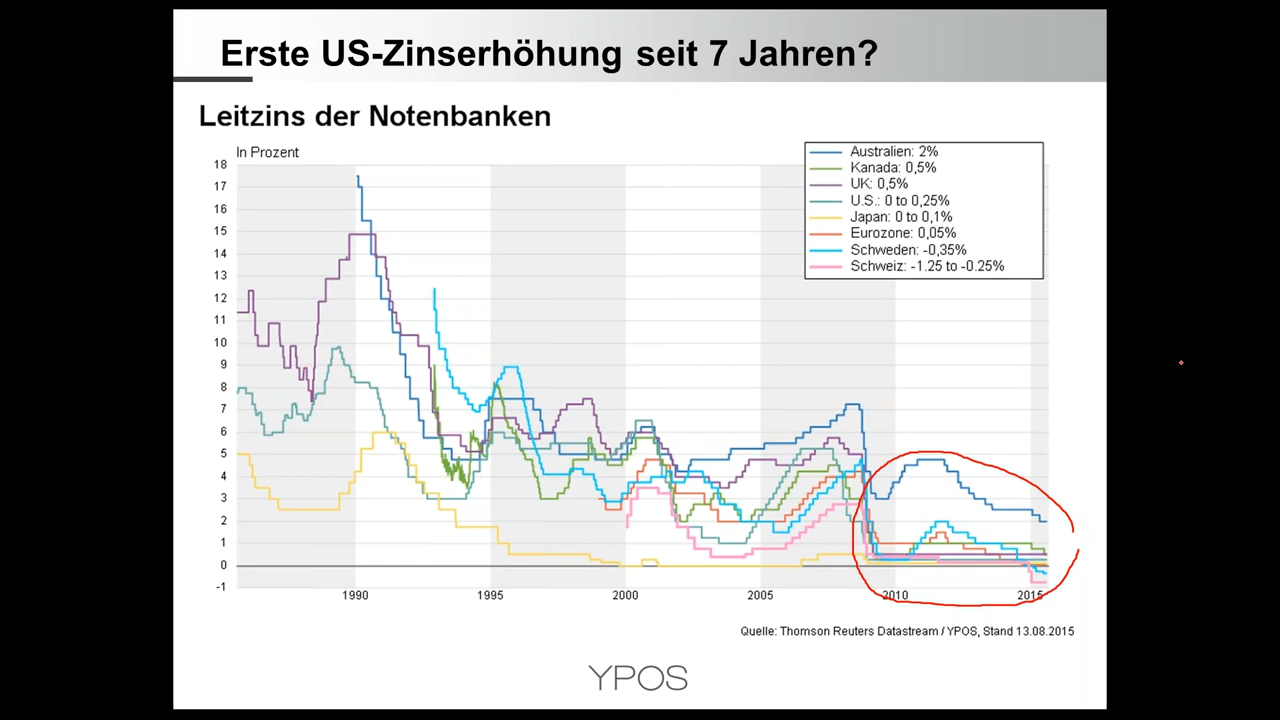 Erste US-Zinserhöhung seit 7 Jahren?
Leitzins der Notenbanken
In Prozent
18
17
16
15
14
13
12
11
10
9
8
7
6
5
4
3
2
1
0
-1
Australien: 2%
Kanada: 0,5%
UK: 0,5%
U.S.: 0 to 0,25%
Japan: 0 to 0,1%
Eurozone: 0,05%
Schweden: -0,35%
Schweiz: -1.25 to -0.25%
1990 1995 2000 2005 2010 2015
Quelle: Thomson Reuters Datastream / YPOS, Stand 13.08.2015
YPOS